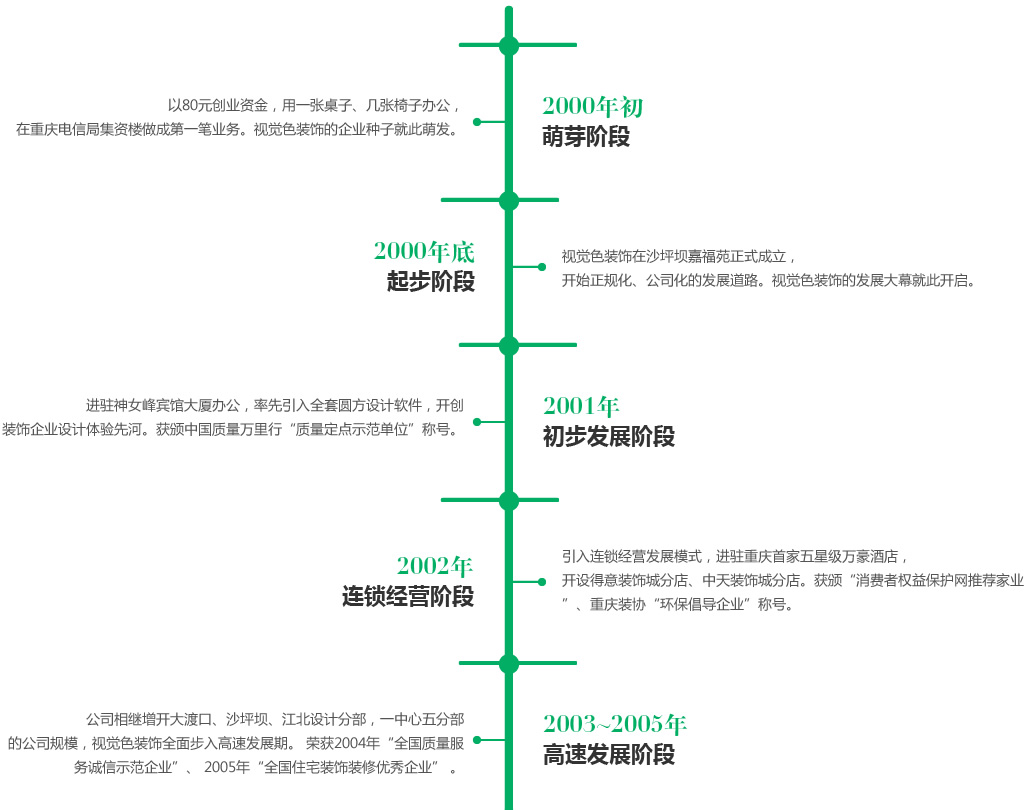 2000年初
萌芽阶段
以80元创业资金，用一张桌子、几张椅子办公，
在重庆电信局集资楼做成第一笔业务。视觉色装饰的企业种子就此萌发。
2000年底
起步阶段
视觉色装饰在沙坪坝嘉福苑正式成立，
开始正规化、公司化的发展道路。视觉色装饰的发展大幕就此开启。
2001年
初步发展阶段
进驻神女峰宾馆大厦办公，率先引入全套圆方设计软件，开创
装饰企业设计体验先河。获颁中国质量万里行“质量定点示范单位”称号。
2002年
连锁经营阶段
引入连锁经营发展模式，进驻重庆首家五星级万豪酒店，
开设得意装饰城分店、中天装饰城分店。获颁“消费者权益保护网推荐家业
”、重庆装协“环保倡导企业”称号。
2003~2005年
高速发展阶段
公司相继增开大渡口、沙坪坝、江北设计分部，一中心五分部
的公司规模，视觉色装饰全面步入高速发展期。 荣获2004年“全国质量服
务诚信示范企业”、 2005年“全国住宅装饰装修优秀企业” 。